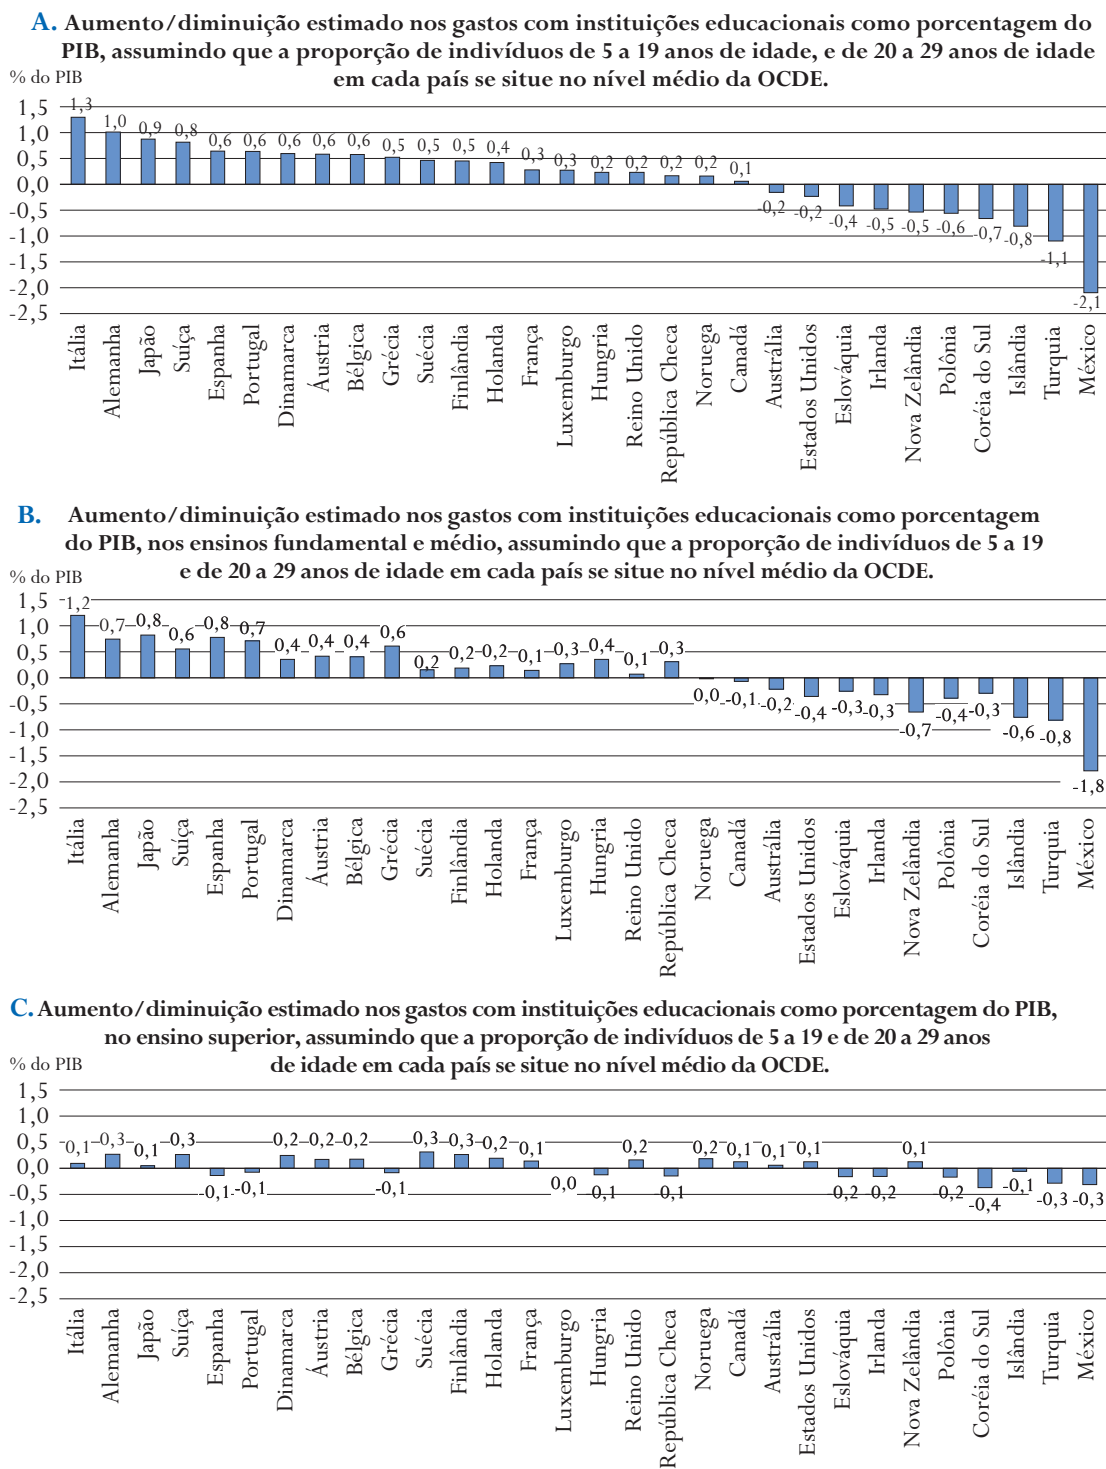 A. Aumento/diminuição estimado nos gastos com instituições educacionais como porcentagem do
PIB, assumindo que a proporção de indivíduos de 5 a 19 anos de idade, e de 20 a 29 anos de idade
em cada país se situe no nível médio da OCDE.
% do PIB
1,5
1,0
0,5
0,0
-0,5
-1,0
-1,5
-2,0
-2,5
1,3 1,0 0,9 0,8 0,6 0,6 0,6 0,6 0,6 0,5 0,5 0,5 0,4 0,3 0,3 0,2 0,2 0,2 0,2 0,1 -0,2 -0,2 -0,4 -0,5 -0,5 -0,6 -0,7 -0,8 -1,1 -2,1
Itália
Alemanha
Japão
Suíça
Espanha
Portugal
Dinamarca
Áustria
Bélgica
Grécia
Suécia
Finlândia
Holanda
França
Luxemburgo
Hungria
Reino Unido
República Checa
Noruega
Canadá
Austrália
Estados Unidos
Eslováquia
Irlanda
Nova Zelândia
Polônia
Coréia do Sul
Islândia
Turquia
México
B. Aumento/diminuição estimado nos gastos com instituições educacionais como porcentagem
do PIB, nos ensinos fundamental e médio, assumindo que a proporção de indivíduos de 5 a 19
e de 20 a 29 anos de idade em cada país se situe no nível médio da OCDE.
% do PIB
1,5
1,0
0,5
0,0
-0,5
-1,0
-1,5
-2,0
-2,5
1,2 0,7 0,8 0,6 0,8 0,7 0,4 0,4 0,4 0,6 0,2 0,2 0,2 0,1 0,3 0,4 0,1 0,3 0,0 -0,1 -0,2 -0,4 -0,3 -0,3 -0,7 -0,4 -0,3 -0,6 -0,8 -1,8
Itália
Alemanha
Japão
Suíça
Espanha
Portugal
Dinamarca
Áustria
Bélgica
Grécia
Suécia
Finlândia
Holanda
França
Luxemburgo
Hungria
Reino Unido
República Checa
Noruega
Canadá
Austrália
Estados Unidos
Eslováquia
Irlanda
Nova Zelândia
Polônia
Coréia do Sul
Islândia
Turquia
México
C. Aumento/diminuição estimado nos gastos com instituições educacionais como porcentagem do PIB,
no ensino superior, assumindo que a proporção de indivíduos de 5 a 19 e de 20 a 29 anos
de idade em cada país se situe no nível médio da OCDE.
% do PIB
1,5
1,0
0,5
0,0
-0,5
-1,0
-1,5
-2,0
-2,5
0,1 0,3 0,1 0,3 -0,1 -0,1 0,2 0,2 0,2 -0,1 0,3 0,3 0,2 0,1 0,0 -0,1 0,2 -0,1 0,2 0,1 0,1 0,1 -0,2 -0,2 0,1 -0,2 -0,4 -0,1 -0,3 -0,3
Itália
Alemanha
Japão
Suíça
Espanha
Portugal
Dinamarca
Áustria
Bélgica
Grécia
Suécia
Finlândia
Holanda
França
Luxemburgo
Hungria
Reino Unido
República Checa
Noruega
Canadá
Austrália
Estados Unidos
Eslováquia
Irlanda
Nova Zelândia
Polônia
Coréia do Sul
Islândia
Turquia
México